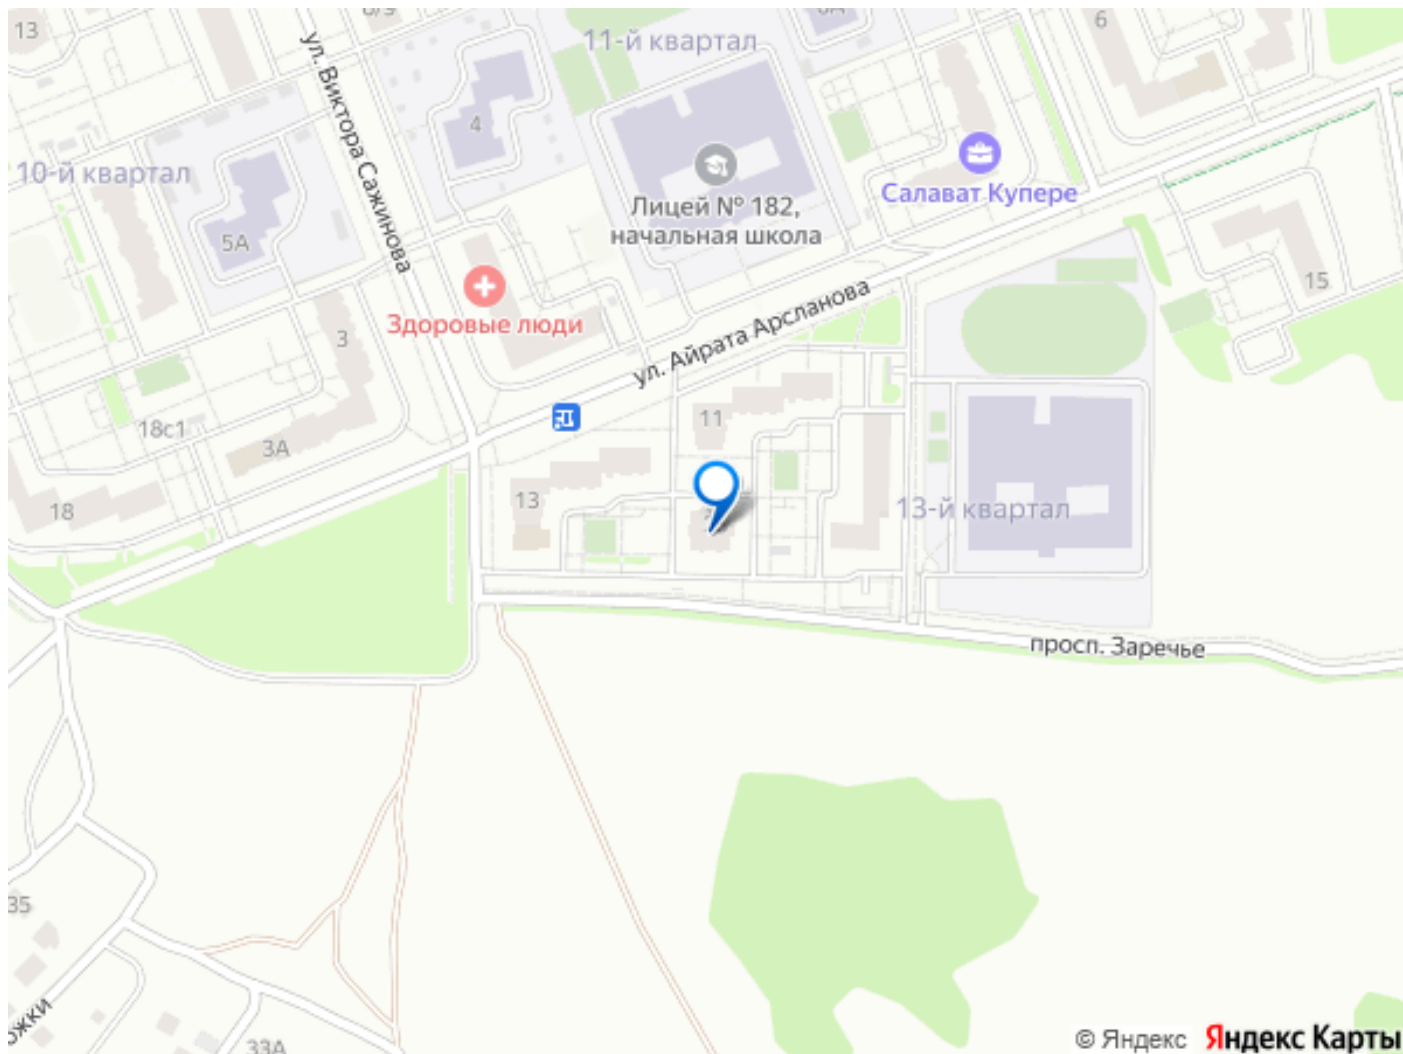 13
6
11-й квартал
ул. Виктора Сажинова
4
10-й квартал
Салават Купере
Лицей № 182,
начальная школа
5А
15
Здоровые люди
3
ул. Айрата Арсланова
18с1
11
3А
13
18
13-й квартал
просп. Заречье
35
33А
© Яндекс
Яндекс Карты